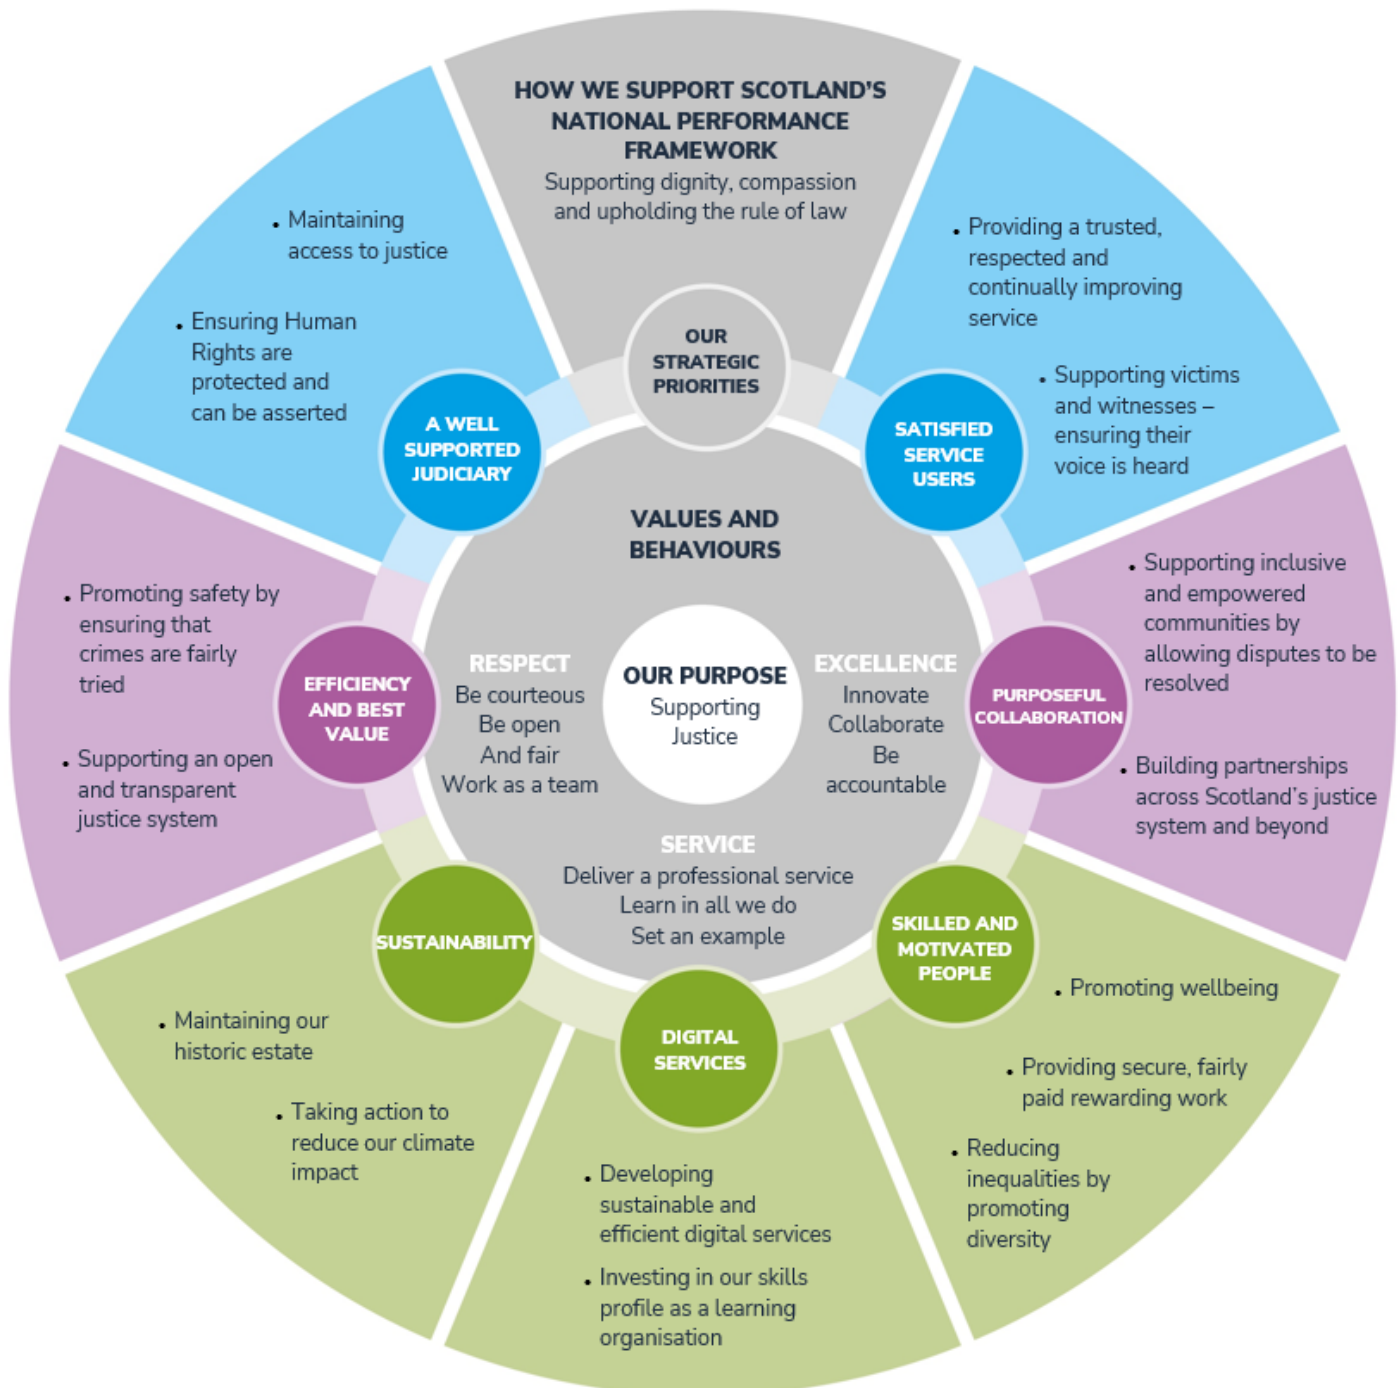 HOW WE SUPPORT SCOTLAND'S
NATIONAL PERFORMANCE
FRAMEWORK
Supporting dignity, compassion
and upholding the rule of law
OUR
STRATEGIC
PRIORITIES
• Providing a trusted,
respected and
continually improving
service
• Supporting victims
and witnesses –
ensuring their
voice is heard
SATISFIED
SERVICE
USERS
• Supporting inclusive
and empowered
communities by
allowing disputes to be
resolved
• Building partnerships
across Scotland's justice
system and beyond
PURPOSEFUL
COLLABORATION
SKILLED AND
MOTIVATED
PEOPLE
• Promoting wellbeing
• Providing secure, fairly
paid rewarding work
• Reducing
inequalities by
promoting
diversity
DIGITAL
SERVICES
• Developing
sustainable and
efficient digital services
• Investing in our skills
profile as a learning
organisation
SUSTAINABILITY
• Maintaining our
historic estate
• Taking action to
reduce our climate
impact
EFFICIENCY
AND BEST
VALUE
• Promoting safety by
ensuring that
crimes are fairly
tried
• Supporting an open
and transparent
justice system
A WELL
SUPPORTED
JUDICIARY
• Maintaining
access to justice
• Ensuring Human
Rights are
protected and
can be asserted
VALUES AND
BEHAVIOURS
RESPECT
Be courteous
Be open
And fair
Work as a team
OUR PURPOSE
Supporting
Justice
EXCELLENCE
Innovate
Collaborate
Be
accountable
SERVICE
Deliver a professional service
Learn in all we do
Set an example